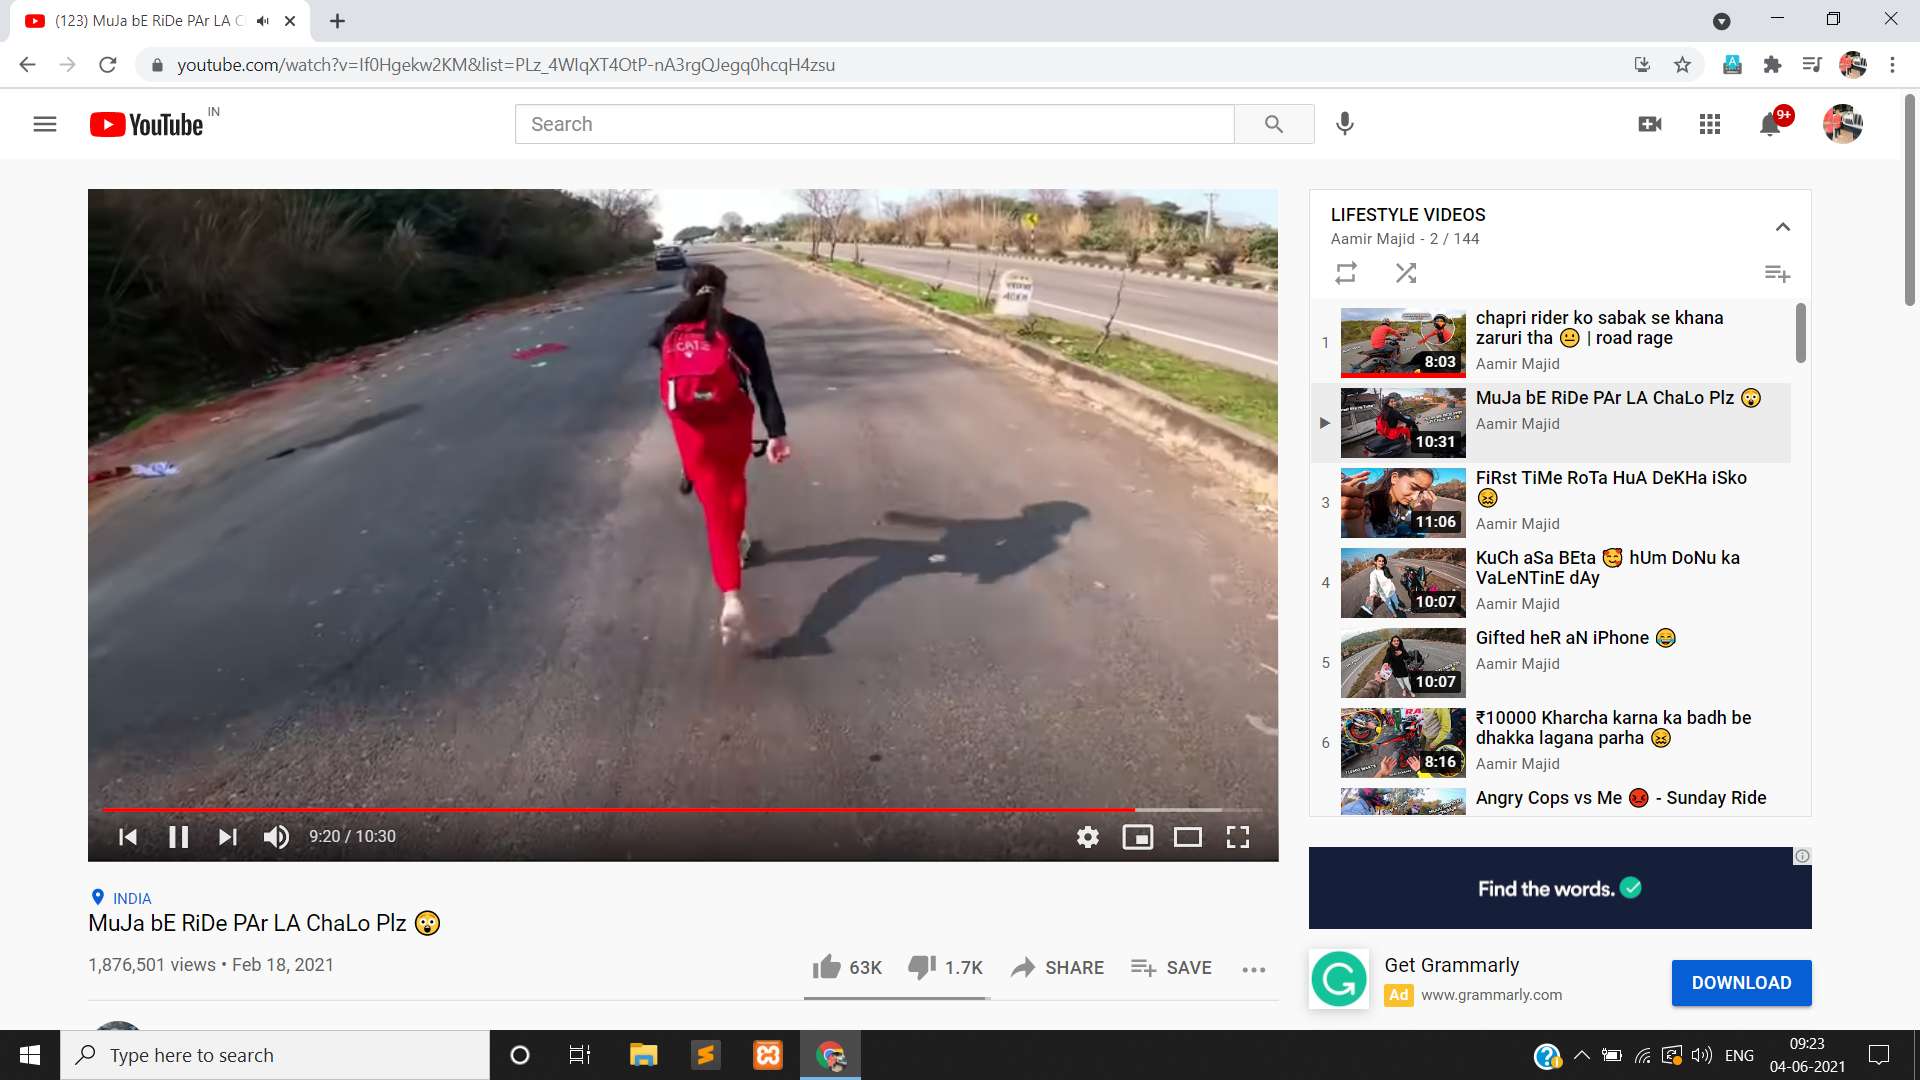 (123) MuJa bE RiDe PAr LA C
youtube.com/watch?v=If0Hgekw2KM&list=PLz_4WIqXT4OtP-nA3rgQJegq0hcqH4zsu
YouTube IN
Search
9+
LIFESTYLE VIDEOS
Aamir Majid - 2 / 144
1
chapri rider ko sabak se khana
zaruri tha 😐 | road rage
8:03
Aamir Majid
MuJa bE RiDe PAr LA ChaLo Plz 😲
10:31
Aamir Majid
3
FiRst TiMe RoTa HuA DeKHa iSko
😖
11:06
Aamir Majid
4
KuCh aSa BEta 🥰 hUm DoNu ka
VaLeNTinE dAy
10:07
Aamir Majid
5
Gifted heR aN iPhone 😂
10:07
Aamir Majid
6
₹10000 Kharcha karna ka badh be
dhakka lagana parha 😖
8:16
Aamir Majid
Angry Cops vs Me 😡 - Sunday Ride
CATZ
9:20 / 10:30
INDIA
MuJa bE RiDe PAr LA ChaLo Plz 😲
1,876,501 views • Feb 18, 2021
63K
1.7K
SHARE
SAVE
Find the words.
Get Grammarly
Ad www.grammarly.com
DOWNLOAD
Type here to search
ENG
09:23
04-06-2021